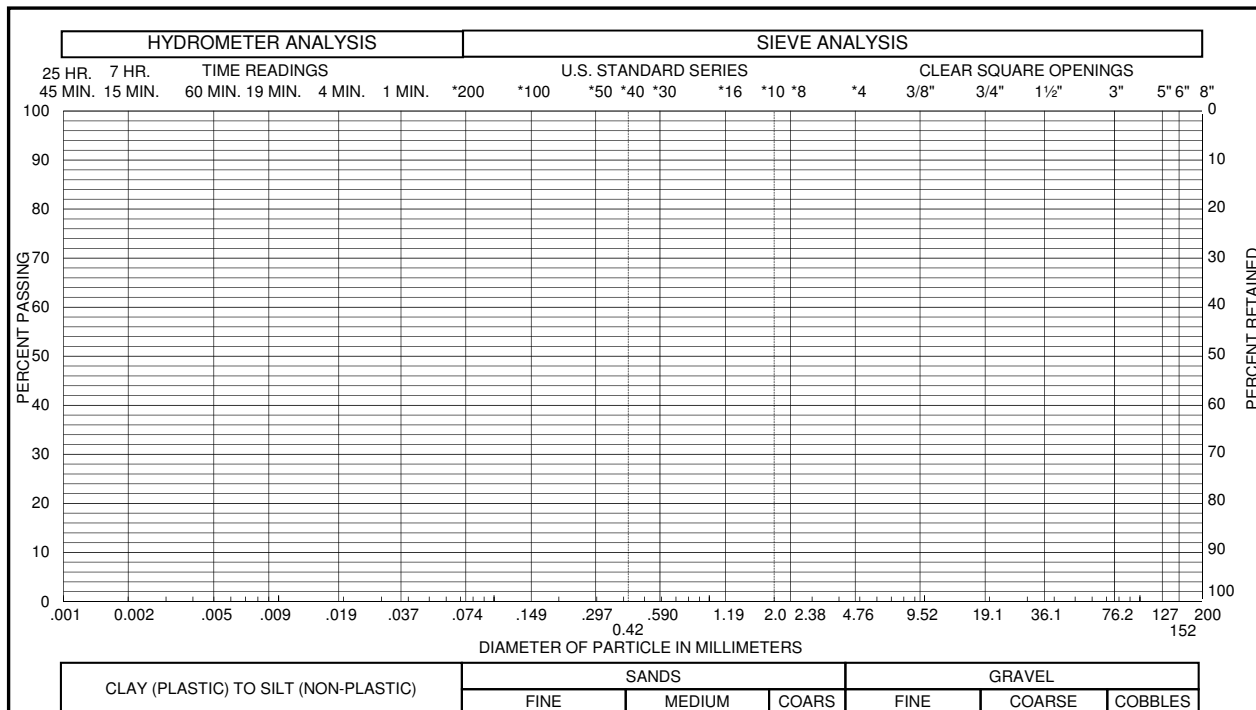 HYDROMETER ANALYSIS SIEVE ANALYSIS
25 HR. 7 HR. TIME READINGS U.S. STANDARD SERIES CLEAR SQUARE OPENINGS
45 MIN. 15 MIN. 60 MIN. 19 MIN. 4 MIN. 1 MIN. *200 *100 *50 *40 *30 *16 *10 *8 *4 3/8" 3/4" 1½" 3" 5" 6" 8"
100 0
90 10
80 20
70 30
60 40
50 50
40 60
30 70
20 80
10 90
0 100
PERCENT PASSING
PERCENT RETAINED
.001 0.002 .005 .009 .019 .037 .074 .149 .297 .590 1.19 2.0 2.38 4.76 9.52 19.1 36.1 76.2 127 200
0.42 152
DIAMETER OF PARTICLE IN MILLIMETERS
CLAY (PLASTIC) TO SILT (NON-PLASTIC) SANDS GRAVEL
FINE MEDIUM COARS FINE COARSE COBBLES